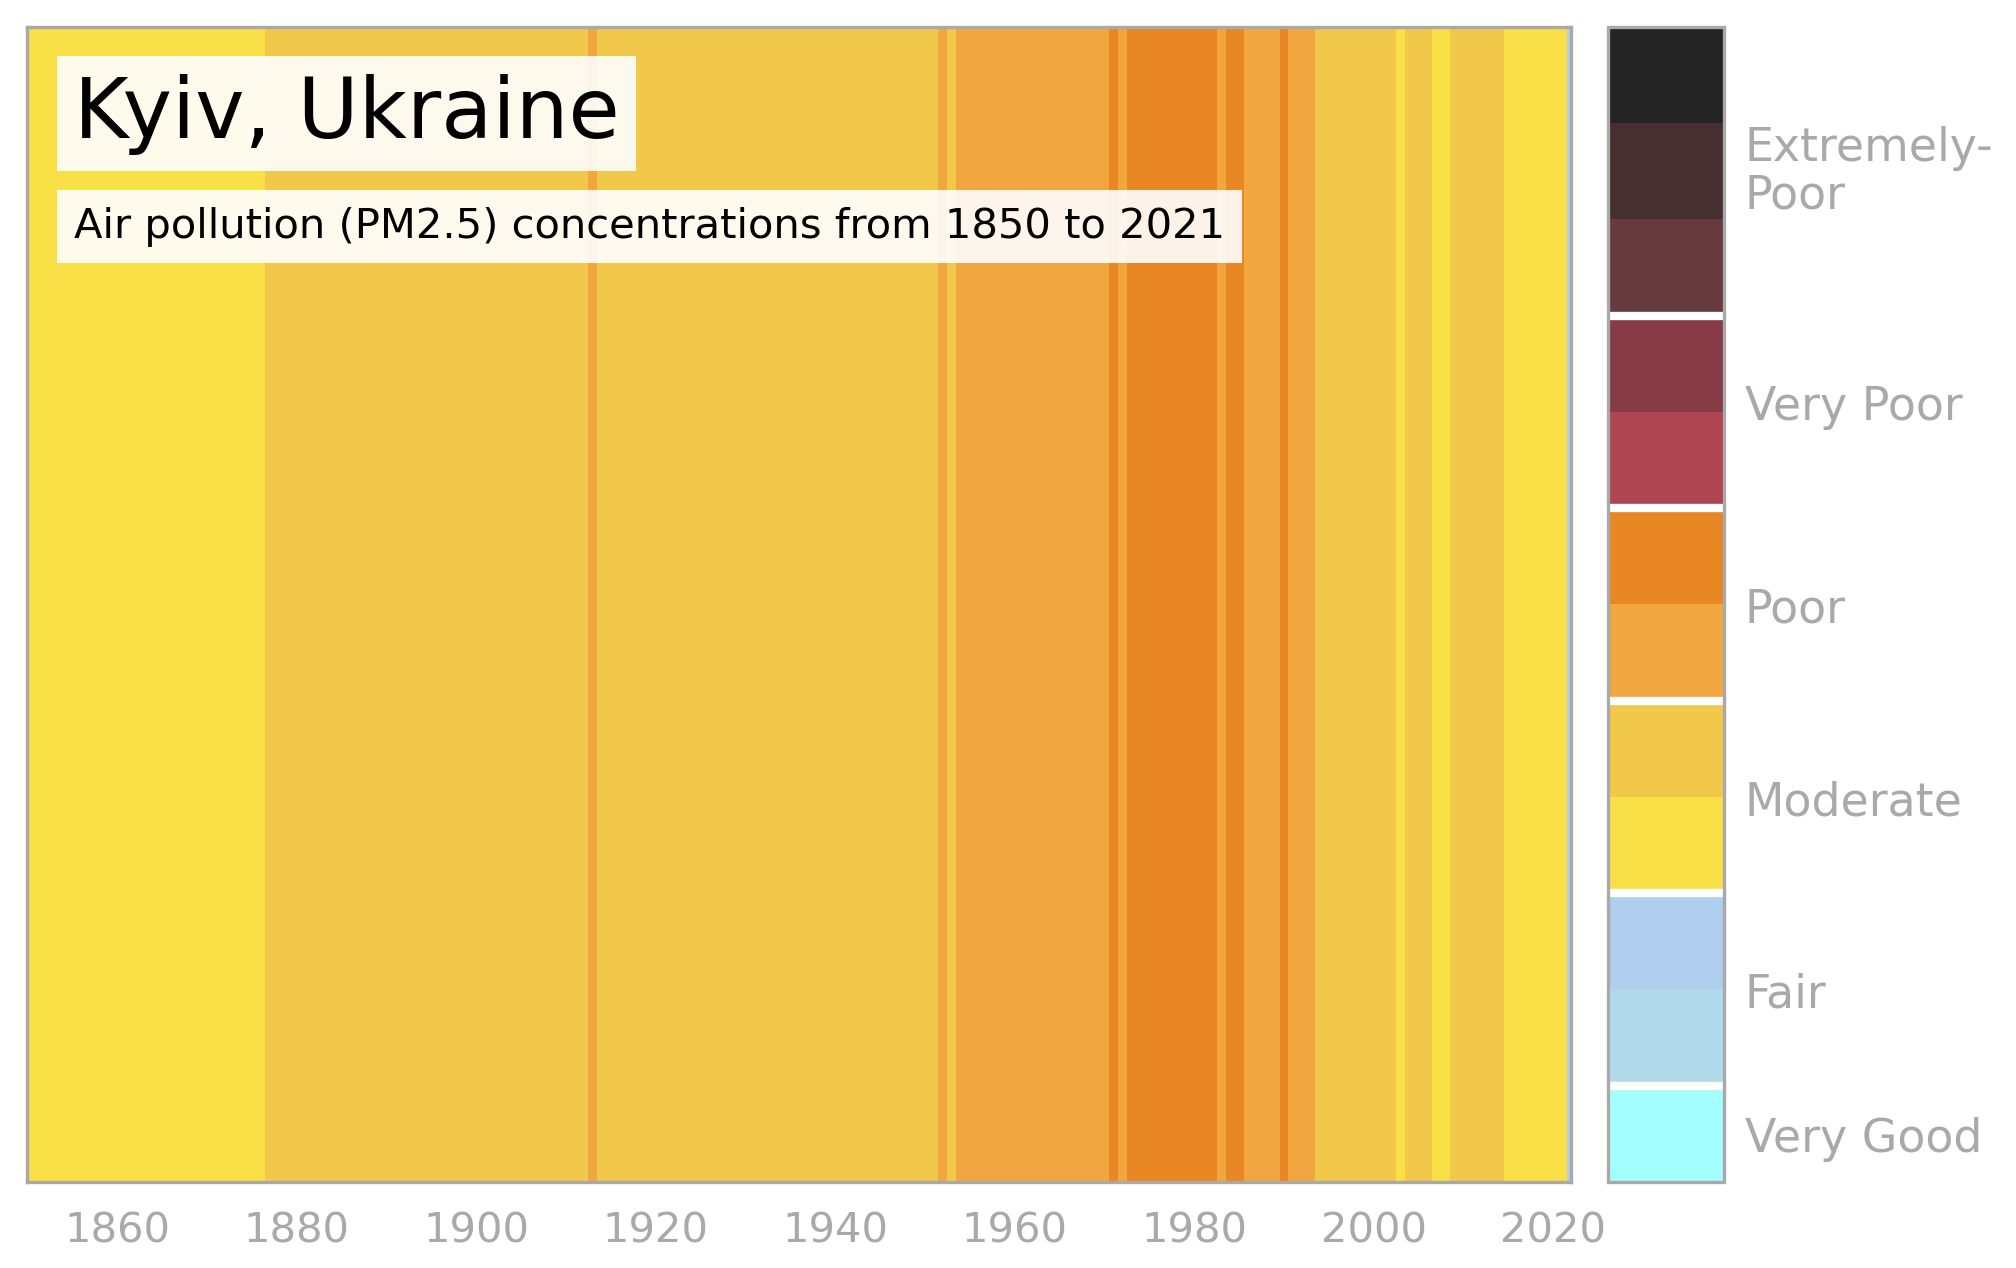 Kyiv, Ukraine
Air pollution (PM2.5) concentrations from 1850 to 2021
Extremely-
Poor
Very Poor
Poor
Moderate
Fair
Very Good
1860 1880 1900 1920 1940 1960 1980 2000 2020